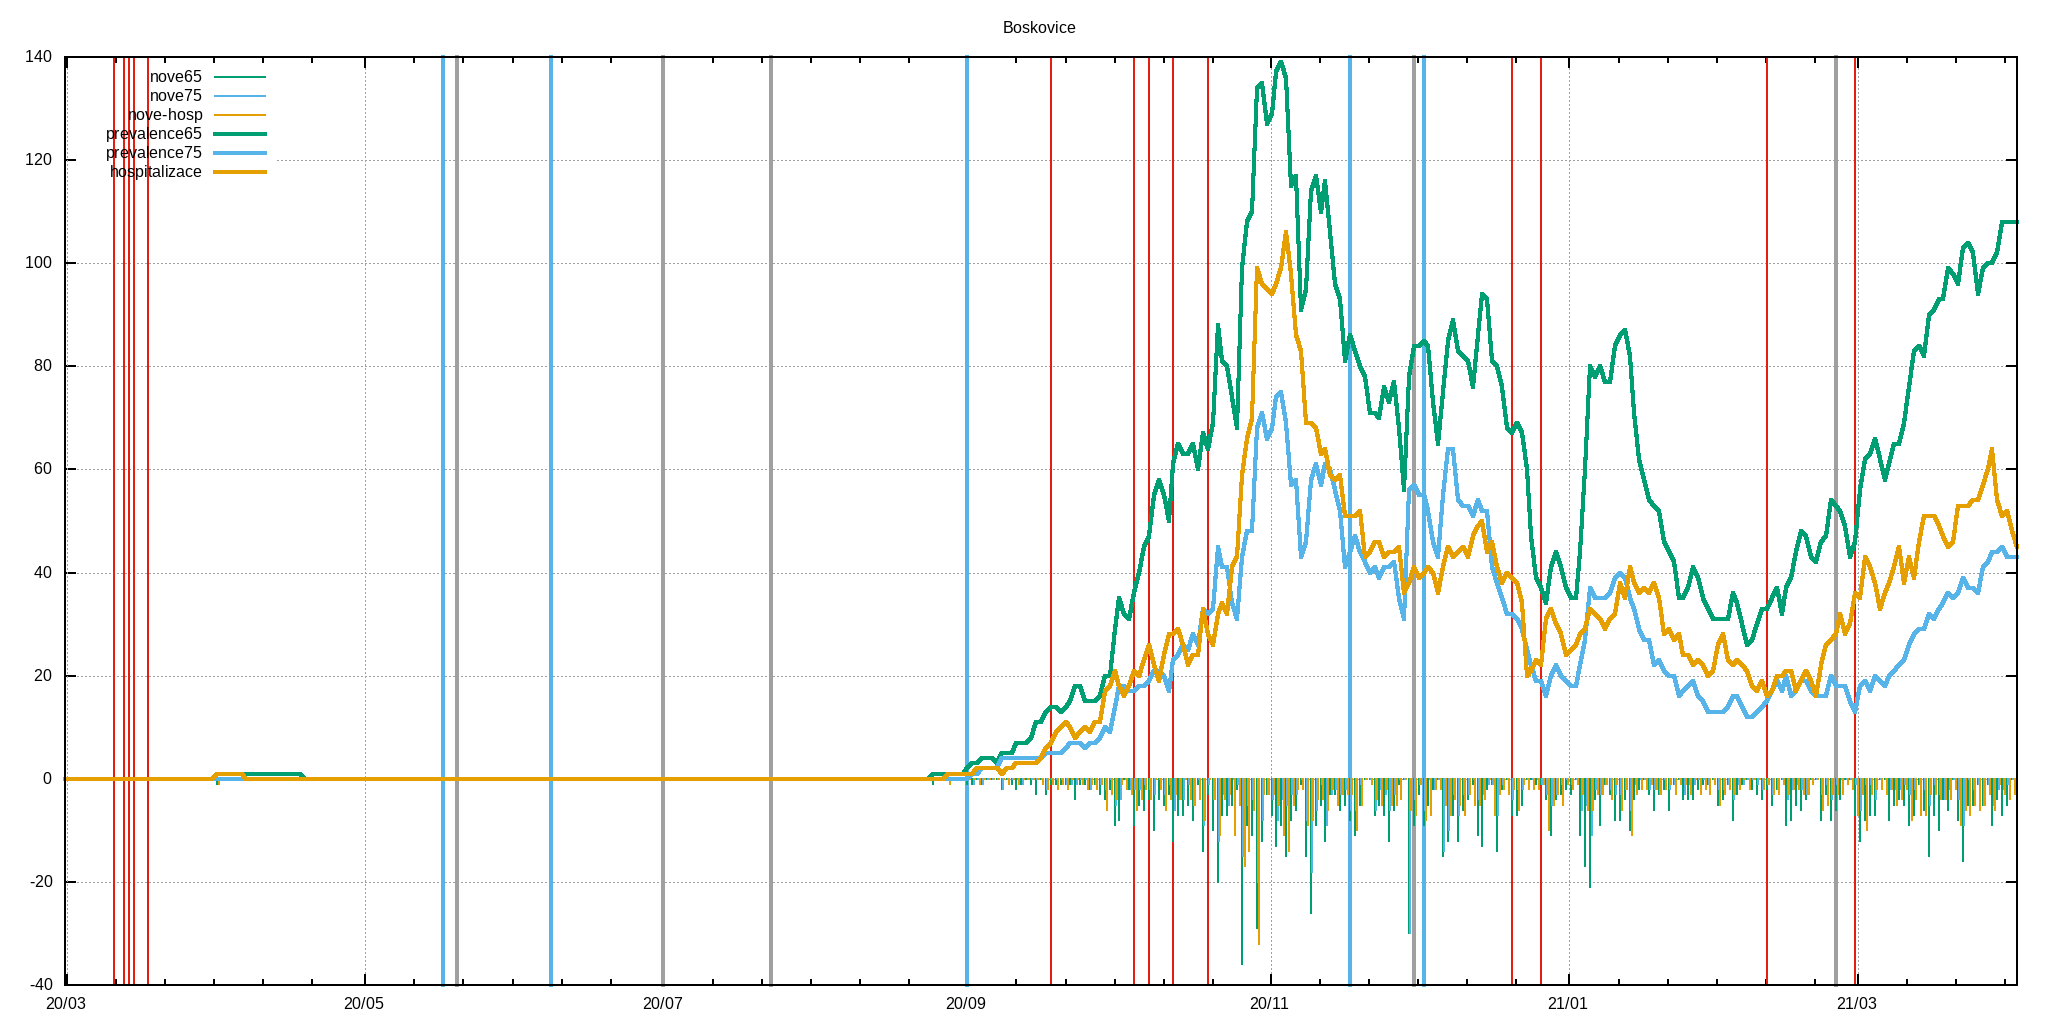 Boskovice
140
120
100
80
60
40
20
0
-20
-40
nove65
nove75
nove-hosp
prevalence65
prevalence75
hospitalizace
20/03 20/05 20/07 20/09 20/11 21/01 21/03